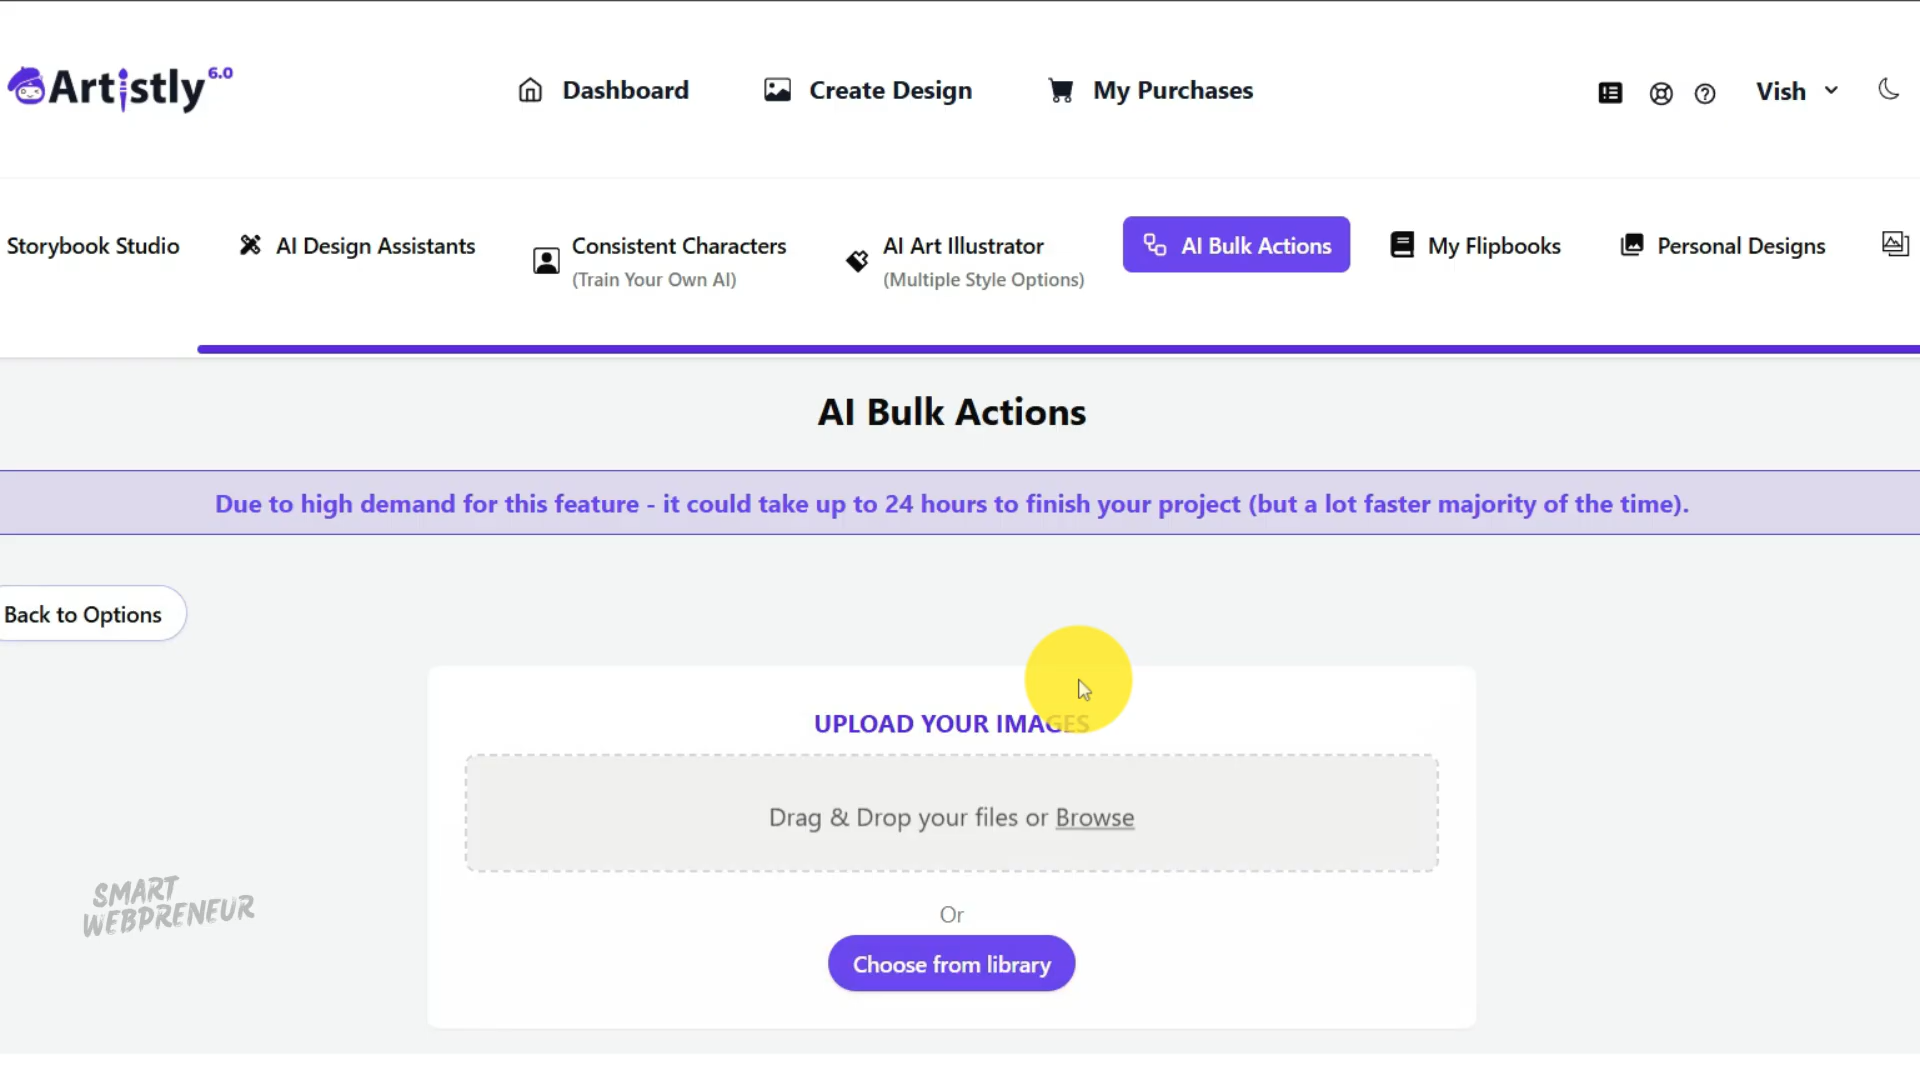 Artistly 6.0
Dashboard
Create Design
My Purchases
Vish
Storybook Studio
AI Design Assistants
Consistent Characters
(Train Your Own AI)
AI Art Illustrator
(Multiple Style Options)
AI Bulk Actions
My Flipbooks
Personal Designs
AI Bulk Actions
Due to high demand for this feature - it could take up to 24 hours to finish your project (but a lot faster majority of the time).
Back to Options
UPLOAD YOUR IMAGES
Drag & Drop your files or Browse
Or
Choose from library
SMART
WEBPRENEUR